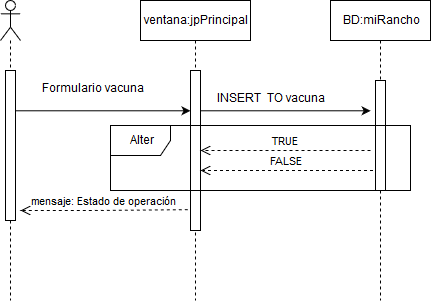 ventana:jpPrincipal
BD:miRancho
Formulario vacuna
INSERT TO vacuna
Alter
TRUE
FALSE
mensaje: Estado de operación